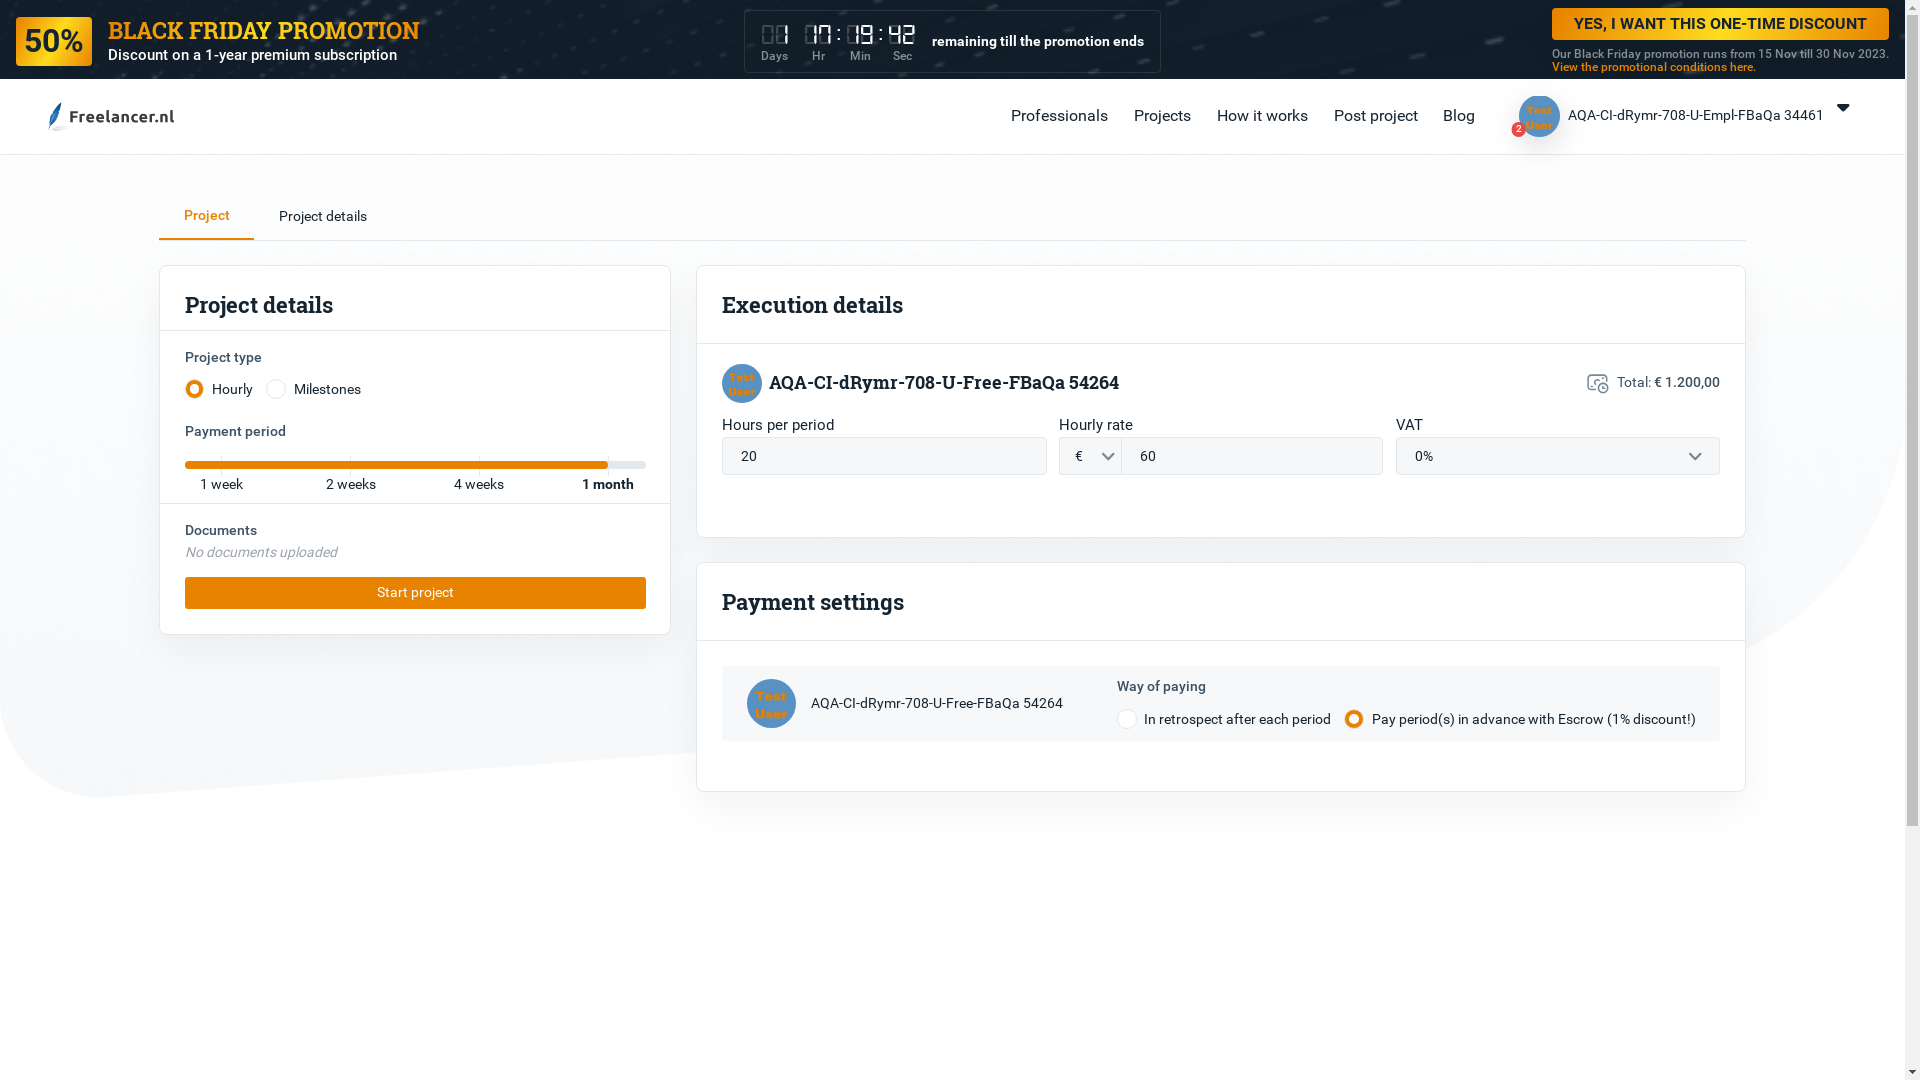 50%
BLACK FRIDAY PROMOTION
Discount on a 1-year premium subscription
1 17:19:42
Days Hr Min Sec
remaining till the promotion ends
YES, I WANT THIS ONE-TIME DISCOUNT
Our Black Friday promotion runs from 15 Nov till 30 Nov 2023.
View the promotional conditions here.
Freelancer.nl
Professionals
Projects
How it works
Post project
Blog
Test User
2
AQA-CI-dRymr-708-U-Empl-FBaQa 34461
Project
Project details
Project details
Project type
Hourly
Milestones
Payment period
1 week
2 weeks
4 weeks
1 month
Documents
No documents uploaded
Start project
Execution details
Test User
AQA-CI-dRymr-708-U-Free-FBaQa 54264
Total: € 1.200,00
Hours per period
Hourly rate
VAT
20
€
60
0%
Payment settings
Test User
AQA-CI-dRymr-708-U-Free-FBaQa 54264
Way of paying
In retrospect after each period
Pay period(s) in advance with Escrow (1% discount!)